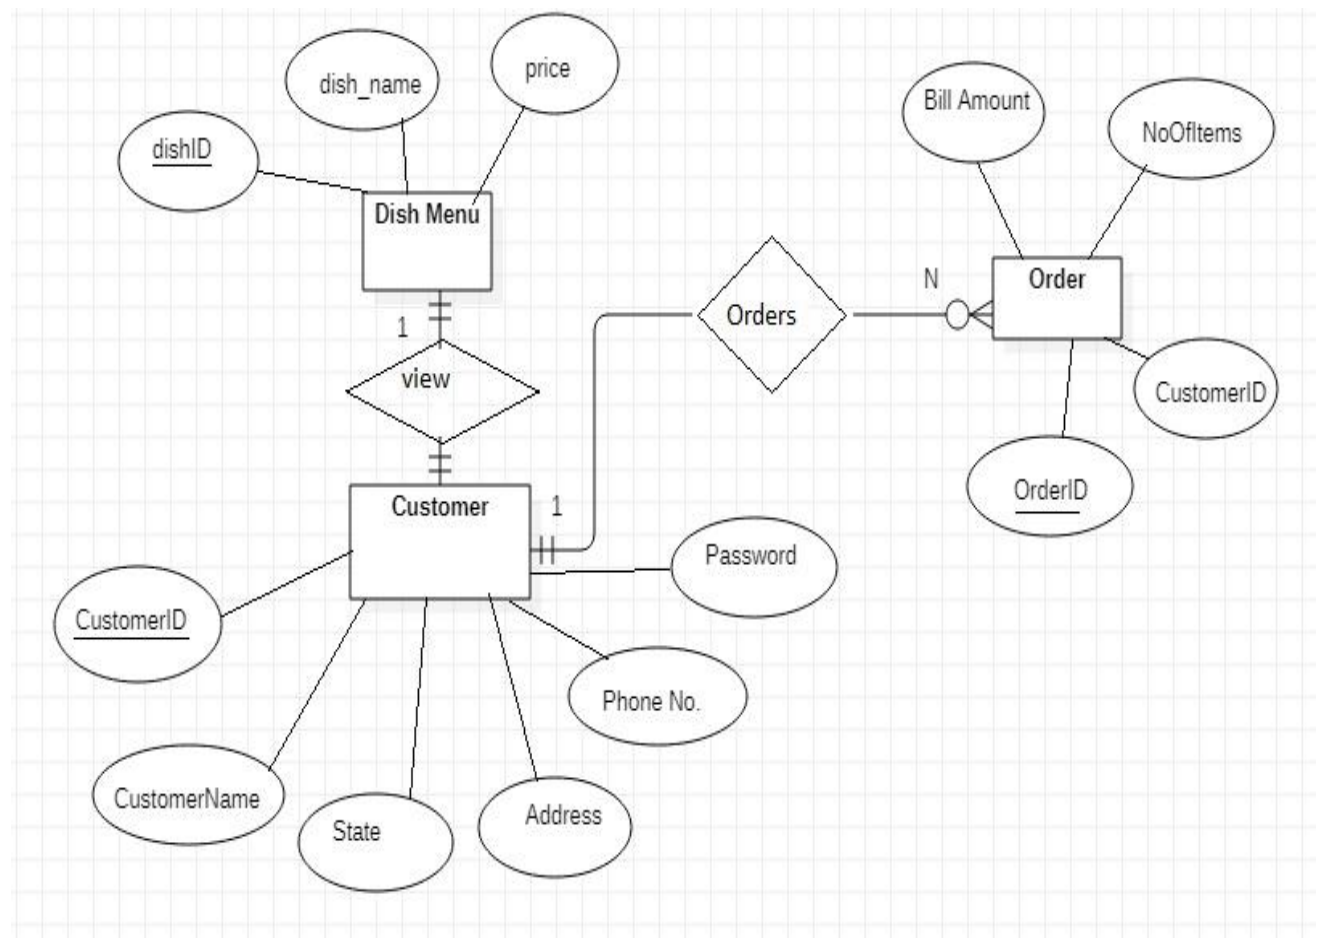 price
dish_name
Bill Amount
NoOfItems
dishID
Dish Menu
Order
N
Orders
1
view
CustomerID
OrderID
Customer
1
Password
CustomerID
Phone No.
CustomerName
State
Address